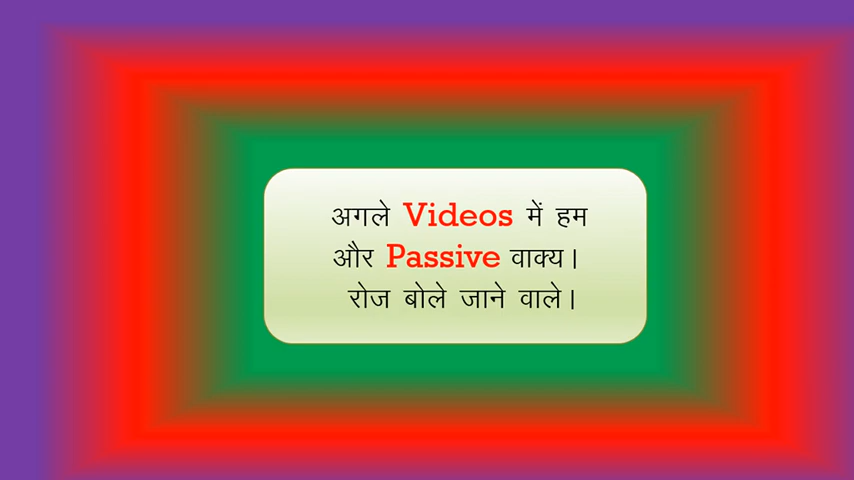 अगले Videos में हम
और Passive वाक्य।
रोज बोले जाने वाले।